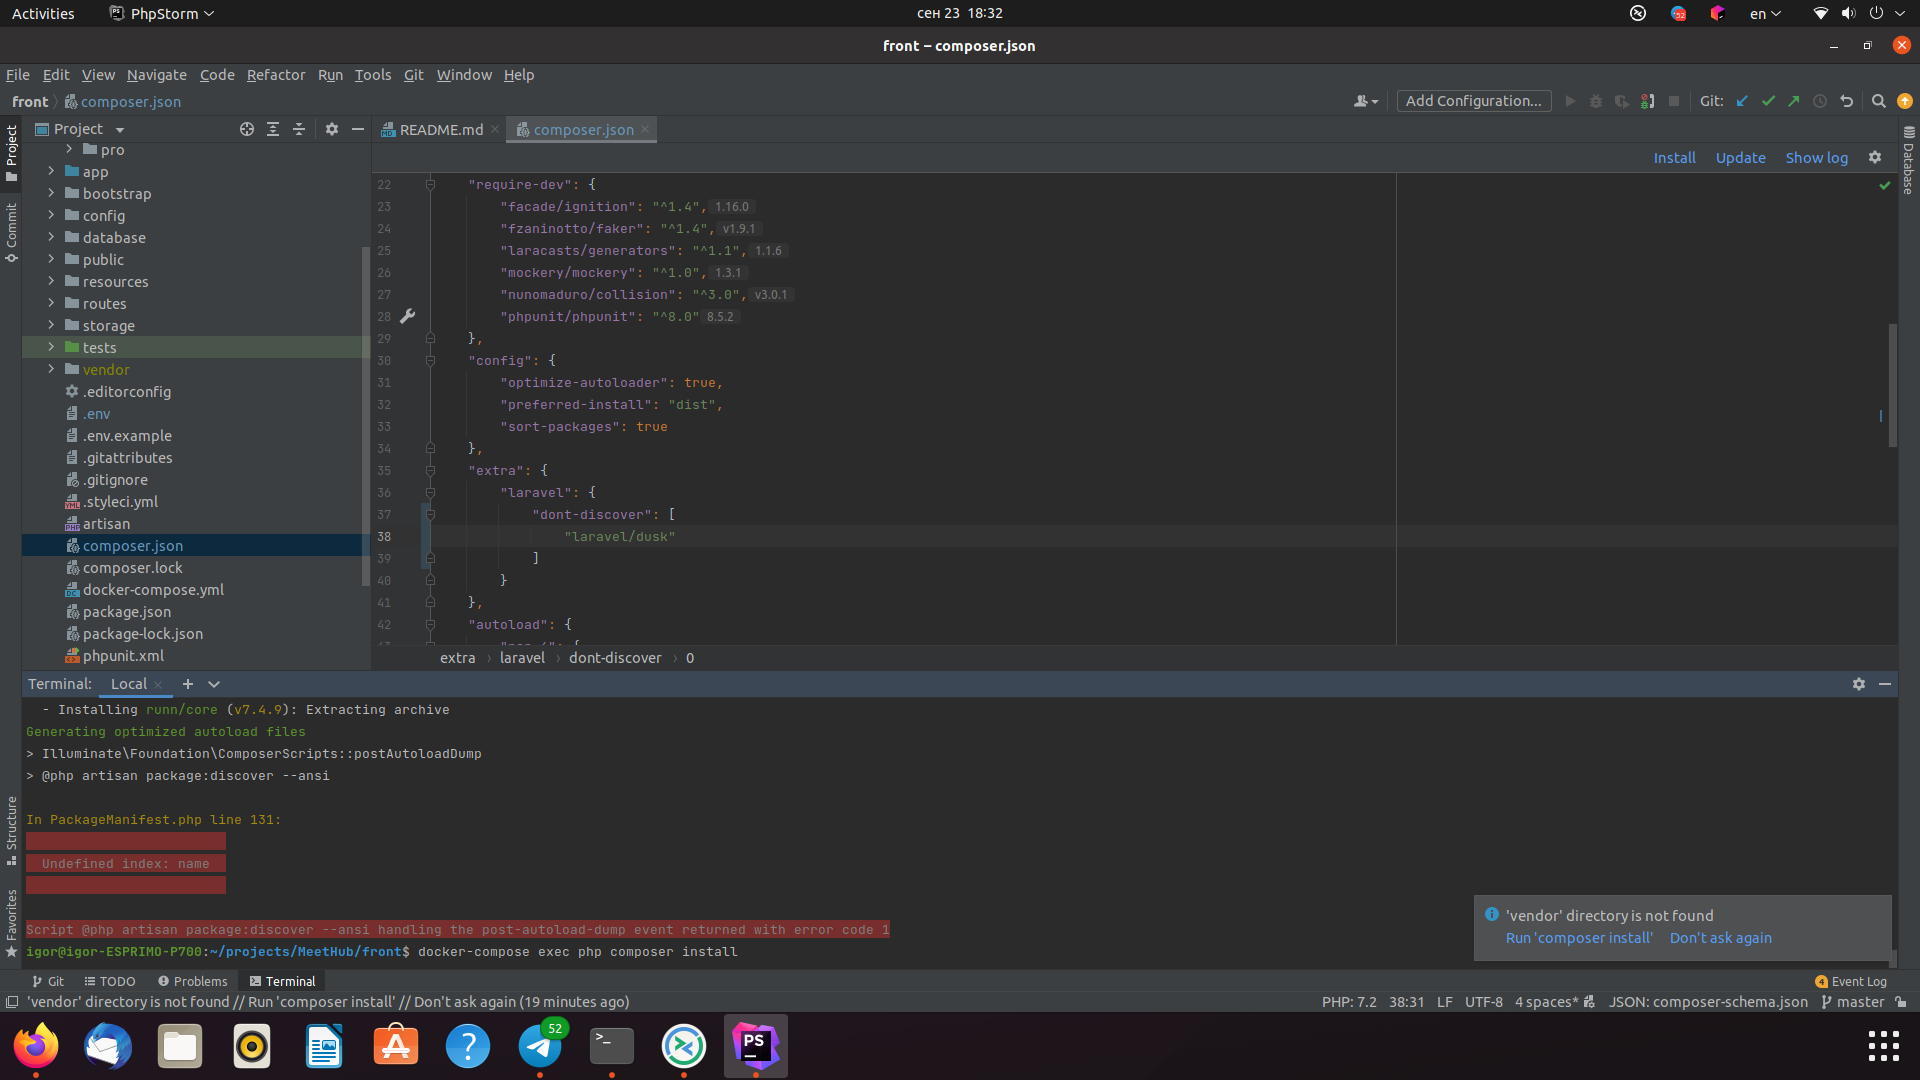 Activities
PhpStorm
сен 23 18:32
52
en
front – composer.json
File Edit View Navigate Code Refactor Run Tools Git Window Help
front
composer.json
Add Configuration...
Git:
Project
README.md
composer.json
Install Update Show log
Project
Commit
Structure
Favorites
Database
pro
app
bootstrap
config
database
public
resources
routes
storage
tests
vendor
.editorconfig
.env
.env.example
.gitattributes
.gitignore
.styleci.yml
artisan
composer.json
composer.lock
docker-compose.yml
package.json
package-lock.json
phpunit.xml
22 "require-dev": {
23 "facade/ignition": "^1.4", 1.16.0
24 "fzaninotto/faker": "^1.4", v1.9.1
25 "laracasts/generators": "^1.1", 1.1.6
26 "mockery/mockery": "^1.0", 1.3.1
27 "nunomaduro/collision": "^3.0", v3.0.1
28 "phpunit/phpunit": "^8.0" 8.5.2
29 },
30 "config": {
31 "optimize-autoloader": true,
32 "preferred-install": "dist",
33 "sort-packages": true
34 },
35 "extra": {
36 "laravel": {
37 "dont-discover": [
38 "laravel/dusk"
39 ]
40 }
41 },
42 "autoload": {
extra › laravel › dont-discover › 0
Terminal: Local
- Installing runn/core (v7.4.9): Extracting archive
Generating optimized autoload files
> Illuminate\Foundation\ComposerScripts::postAutoloadDump
> @php artisan package:discover --ansi
In PackageManifest.php line 131:
Undefined index: name
Script @php artisan package:discover --ansi handling the post-autoload-dump event returned with error code 1
igor@igor-ESPRIMO-P700:~/projects/MeetHub/front$ docker-compose exec php composer install
'vendor' directory is not found
Run 'composer install' Don't ask again
Git TODO Problems Terminal
4 Event Log
'vendor' directory is not found // Run 'composer install' // Don't ask again (19 minutes ago)
PHP: 7.2 38:31 LF UTF-8 4 spaces* JSON: composer-schema.json master
52
PS